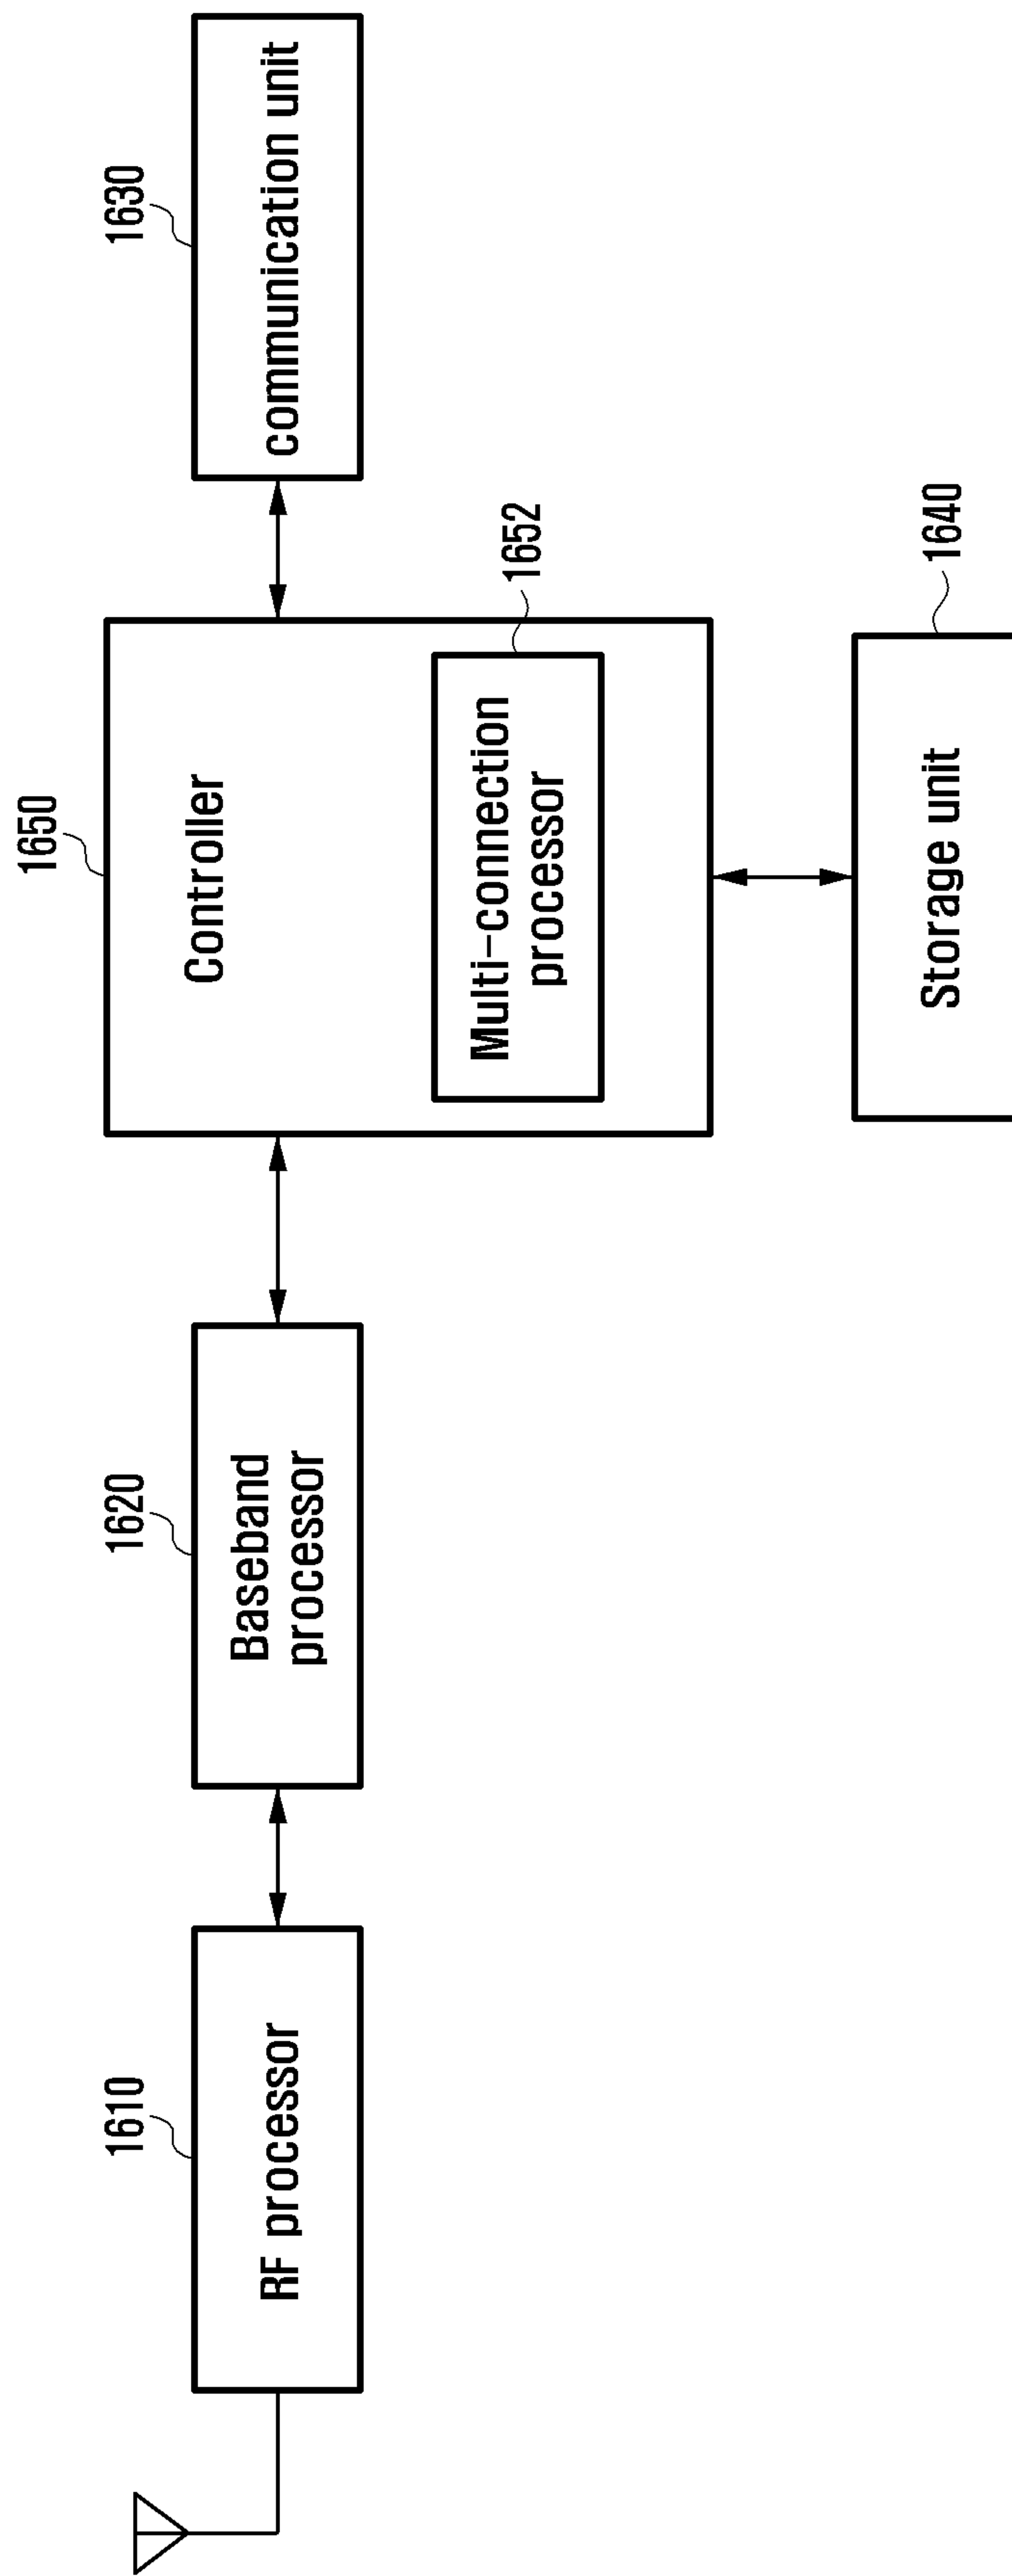 1610
RF processor
1620
Baseband
processor
1650
Controller
1652
Multi-connection
processor
1630
communication unit
1640
Storage unit